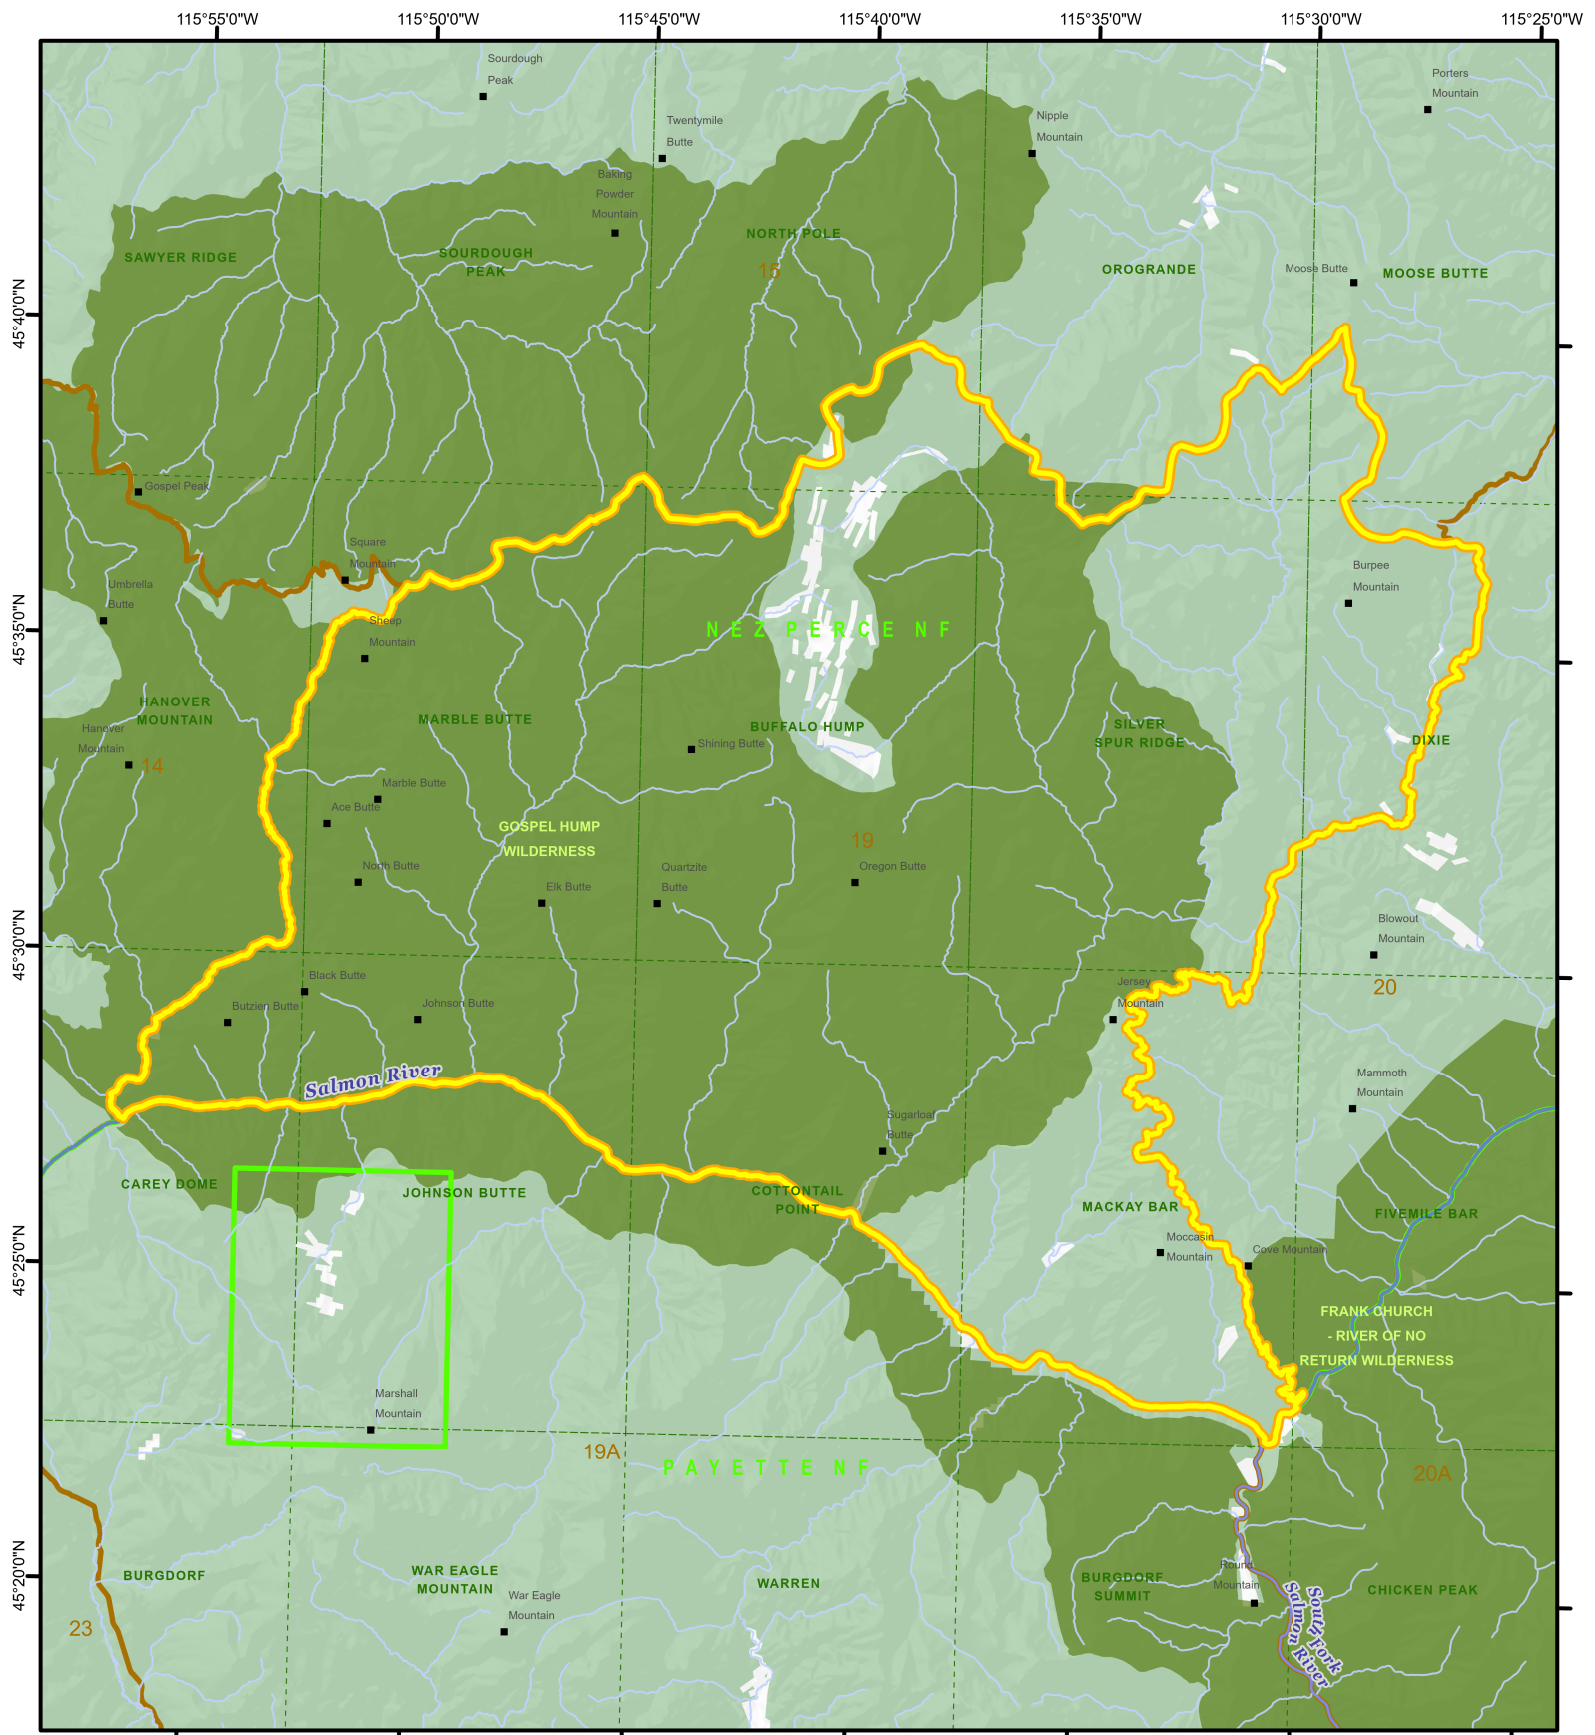 115°55'0"W
115°50'0"W
115°45'0"W
115°40'0"W
115°35'0"W
115°30'0"W
115°25'0"W
Sourdough
Peak
Porters
Mountain
Twentymile
Butte
Nipple
Mountain
Baking
Powder
Mountain
SAWYER RIDGE
SOURDOUGH
PEAK
NORTH POLE
15
OROGRANDE
Moose Butte
MOOSE BUTTE
45°40'0"N
Gospel Peak
Square
Mountain
Umbrella
Butte
Sheep
Mountain
Burpee
Mountain
45°35'0"N
NEZ PERCE NF
HANOVER
MOUNTAIN
Hanover
Mountain
14
MARBLE BUTTE
BUFFALO HUMP
Shining Butte
SILVER
SPUR RIDGE
DIXIE
Marble Butte
Ace Butte
GOSPEL HUMP
WILDERNESS
19
North Butte
Elk Butte
Quartzite
Butte
Oregon Butte
Blowout
Mountain
45°30'0"N
Black Butte
Butzien Butte
Johnson Butte
Jersey
Mountain
20
Salmon River
Mammoth
Mountain
Sugarloaf
Butte
CAREY DOME
JOHNSON BUTTE
COTTONTAIL
POINT
MACKAY BAR
FIVEMILE BAR
Moccasin
Mountain
Cove Mountain
45°25'0"N
FRANK CHURCH
- RIVER OF NO
RETURN WILDERNESS
Marshall
Mountain
19A
PAYETTE NF
20A
45°20'0"N
BURGDORF
WAR EAGLE
MOUNTAIN
War Eagle
Mountain
WARREN
BURGDORF
SUMMIT
Round
Mountain
CHICKEN PEAK
23
South Fork
Salmon
River